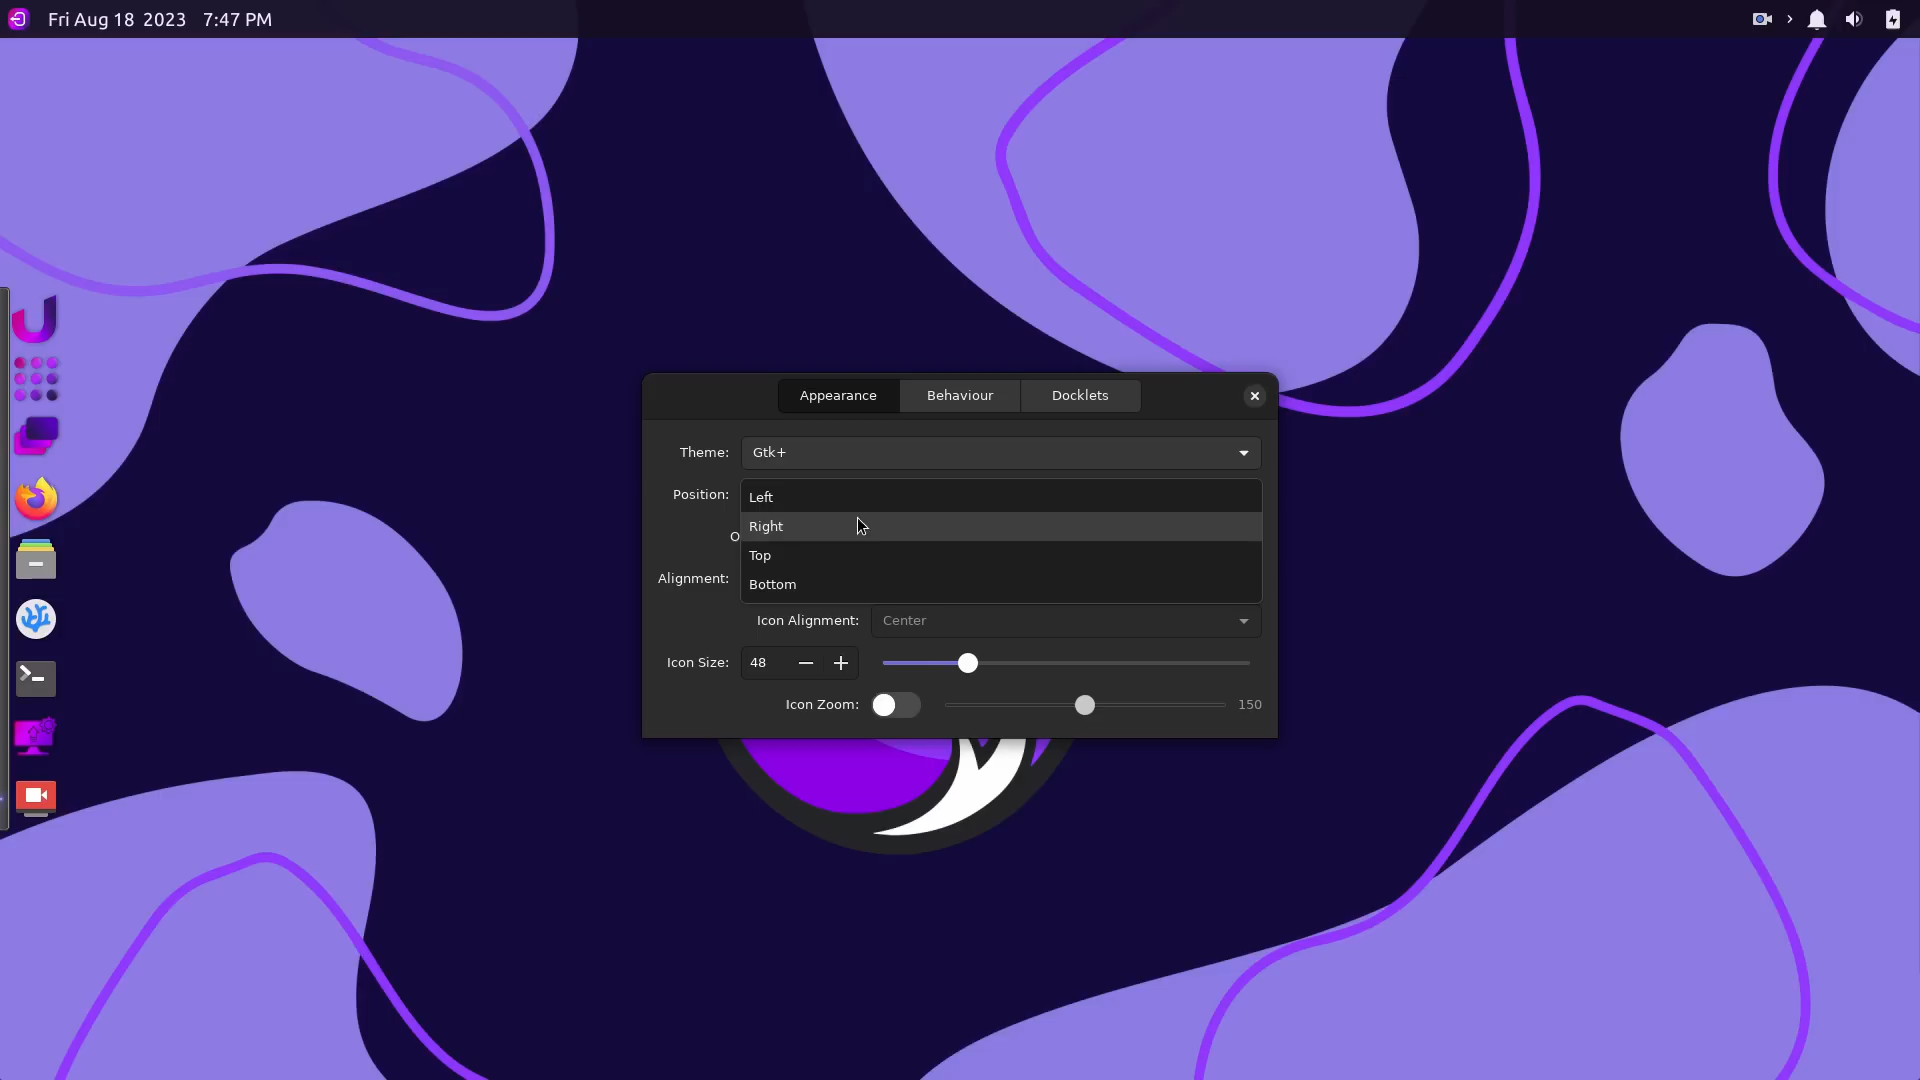 Fri Aug 18 2023 7:47 PM
Appearance Behaviour Docklets
Theme: Gtk+
Position:
Left
Right
O
Top
Alignment:
Bottom
Icon Alignment: Center
Icon Size: 48
Icon Zoom: 150